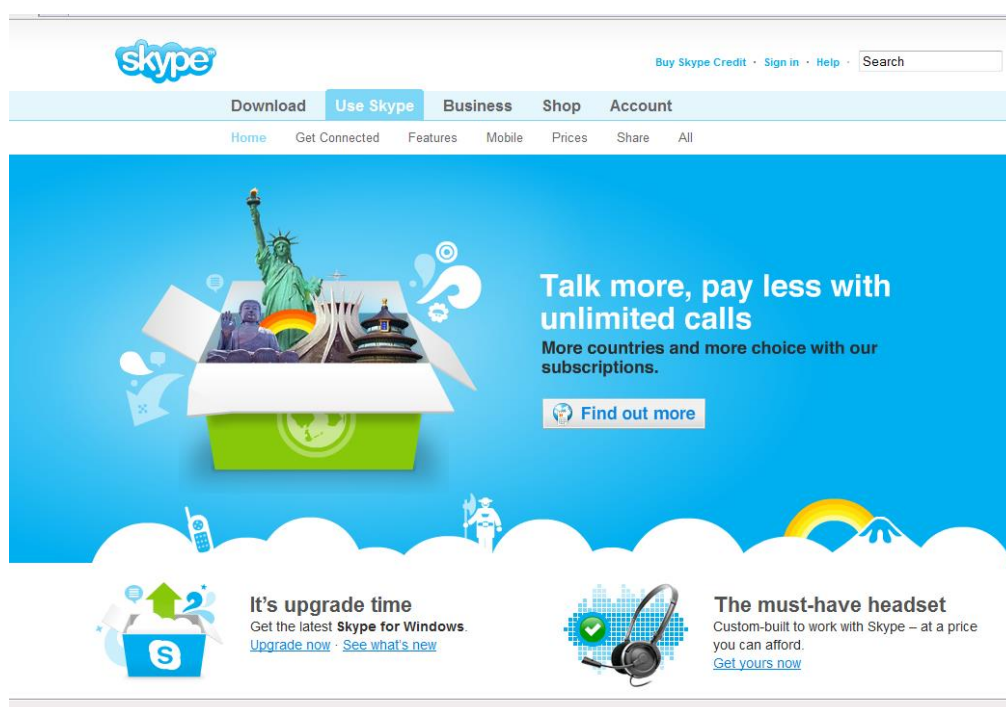 skype
Buy Skype Credit · Sign in · Help · Search
Download Use Skype Business Shop Account
Home Get Connected Features Mobile Prices Share All
Talk more, pay less with
unlimited calls
More countries and more choice with our
subscriptions.
Find out more
It's upgrade time
Get the latest Skype for Windows.
Upgrade now · See what's new
S
The must-have headset
Custom-built to work with Skype – at a price
you can afford.
Get yours now